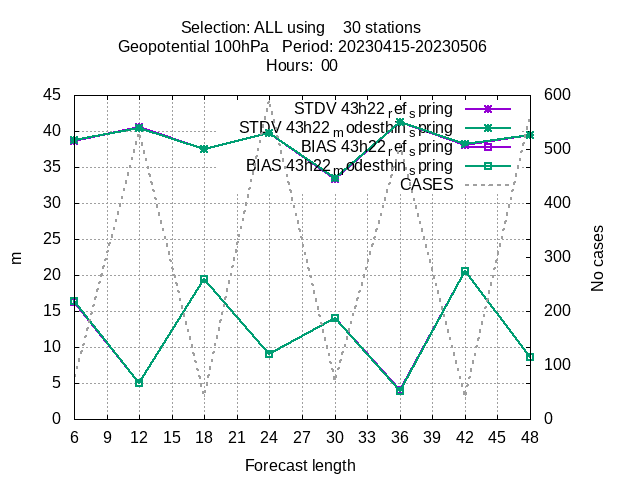 Selection: ALL using 30 stations
Geopotential 100hPa Period: 20230415-20230506
Hours: 00
STDV 43h22_ref_spring
STDV 43h22_modesthin_spring
BIAS 43h22_ref_spring
BIAS 43h22_modesthin_spring
CASES
45
40
35
30
25
20
15
10
5
0
m
600
500
400
300
200
100
0
No cases
6 9 12 15 18 21 24 27 30 33 36 39 42 45 48
Forecast length